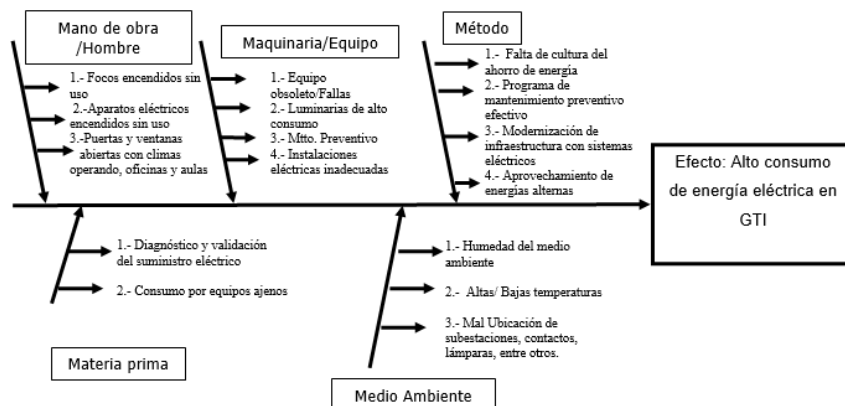 Mano de obra
/Hombre
1.- Focos encendidos sin
uso
2.-Aparatos eléctricos
encendidos sin uso
3.-Puertas y ventanas
abiertas con climas
operando, oficinas y aulas
Maquinaria/Equipo
1.- Equipo
obsoleto/Fallas
2.- Luminarias de alto
consumo
3.- Mtto. Preventivo
4.- Instalaciones
eléctricas inadecuadas
Método
1.- Falta de cultura del
ahorro de energía
2.- Programa de
mantenimiento preventivo
efectivo
3.- Modernización de
infraestructura con sistemas
eléctricos
4.- Aprovechamiento de
energías alternas
Efecto: Alto consumo
de energía eléctrica en
GTI
1.- Diagnóstico y validación
del suministro eléctrico
2.- Consumo por equipos ajenos
Materia prima
1.- Humedad del medio
ambiente
2.- Altas/ Bajas temperaturas
3.- Mal Ubicación de
subestaciones, contactos,
lámparas, entre otros.
Medio Ambiente